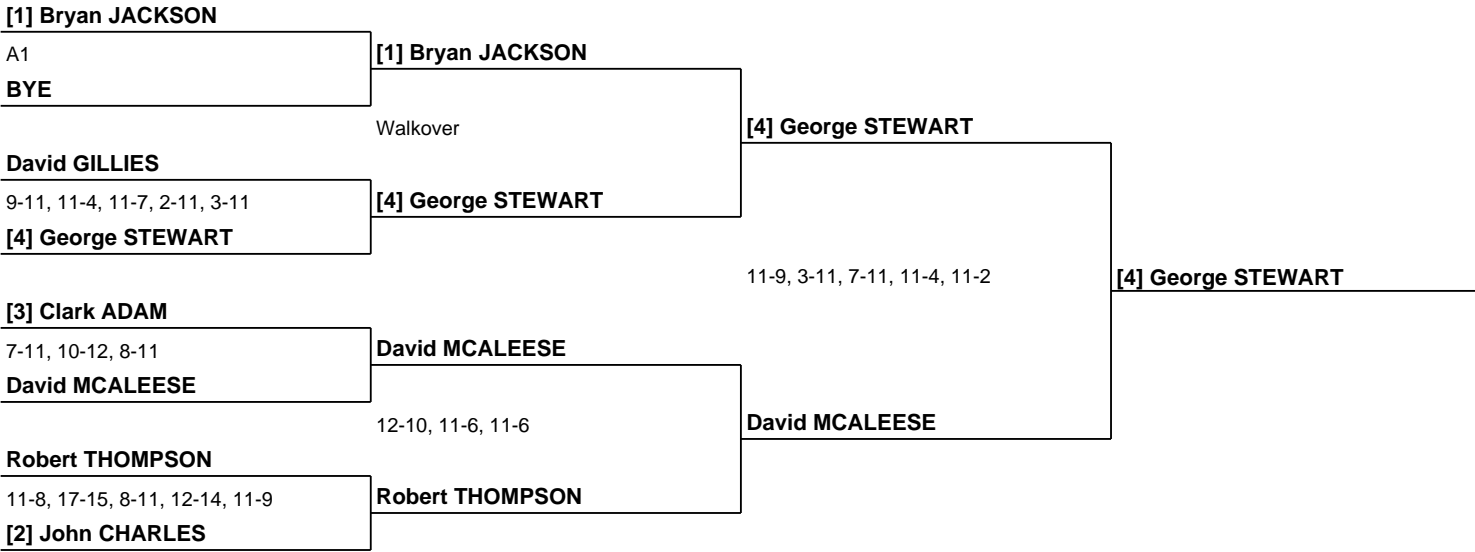 [1] Bryan JACKSON
A1
BYE
[1] Bryan JACKSON
Walkover
[4] George STEWART
David GILLIES
9-11, 11-4, 11-7, 2-11, 3-11
[4] George STEWART
[4] George STEWART
11-9, 3-11, 7-11, 11-4, 11-2
[4] George STEWART
[3] Clark ADAM
7-11, 10-12, 8-11
David MCALEESE
David MCALEESE
12-10, 11-6, 11-6
David MCALEESE
Robert THOMPSON
11-8, 17-15, 8-11, 12-14, 11-9
[2] John CHARLES
Robert THOMPSON